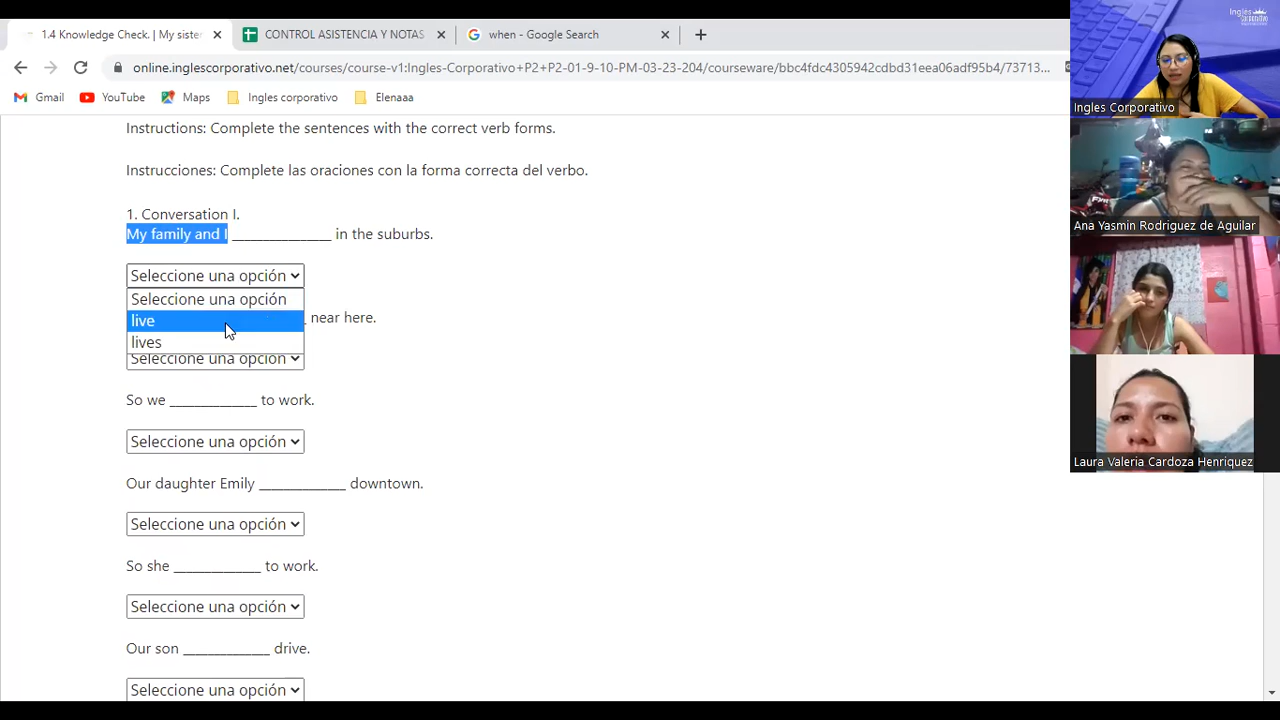 1.4 Knowledge Check. | My sister
CONTROL ASISTENCIA Y NOTAS
when - Google Search
online.inglescorporativo.net/courses/course-v1:Ingles-Corporativo+P2+P2-01-9-10-PM-03-23-204/courseware/bbc4fdc4305942cdbd31eea06adf95b4/73713...
Gmail
YouTube
Maps
Ingles corporativo
Elenaaa
Instructions: Complete the sentences with the correct verb forms.
Instrucciones: Complete las oraciones con la forma correcta del verbo.
1. Conversation I.
My family and I ______________ in the suburbs.
Seleccione una opción
Seleccione una opción
live
lives
near here.
Seleccione una opción
So we ____________ to work.
Seleccione una opción
Our daughter Emily ____________ downtown.
Seleccione una opción
So she ____________ to work.
Seleccione una opción
Our son ____________ drive.
Seleccione una opción
Ingles
CORPORATIVO
Ingles Corporativo
Ana Yasmin Rodriguez de Aguilar
Laura Valeria Cardoza Henriquez